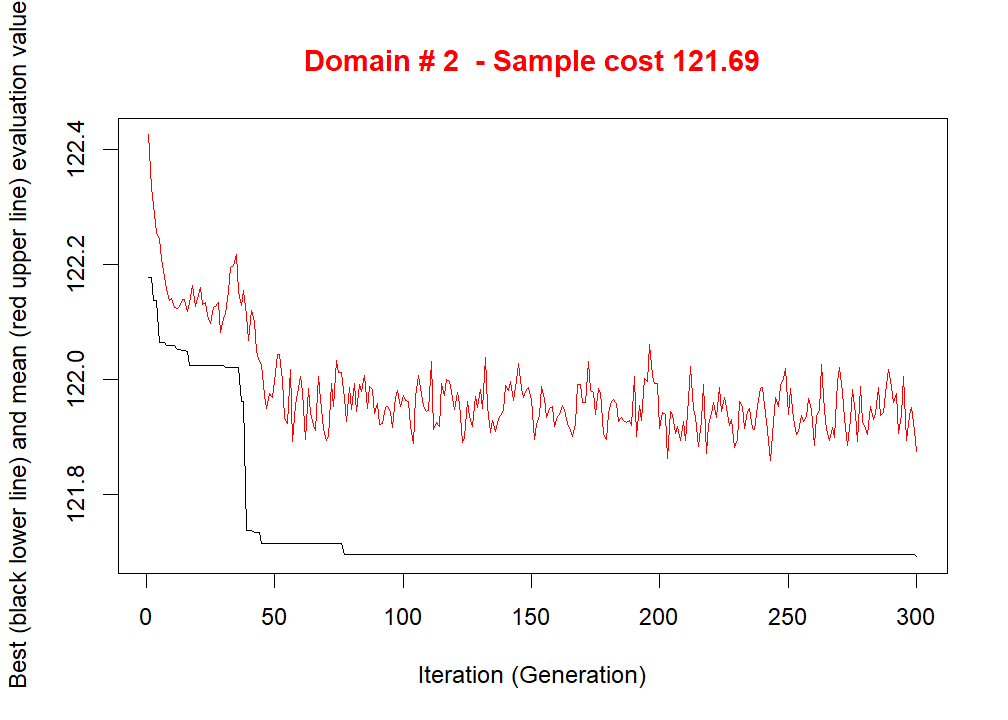 Domain # 2  - Sample cost 121.69
Best (black lower line) and mean (red upper line) evaluation value
122.4
122.2
122.0
121.8
0 50 100 150 200 250 300
Iteration (Generation)